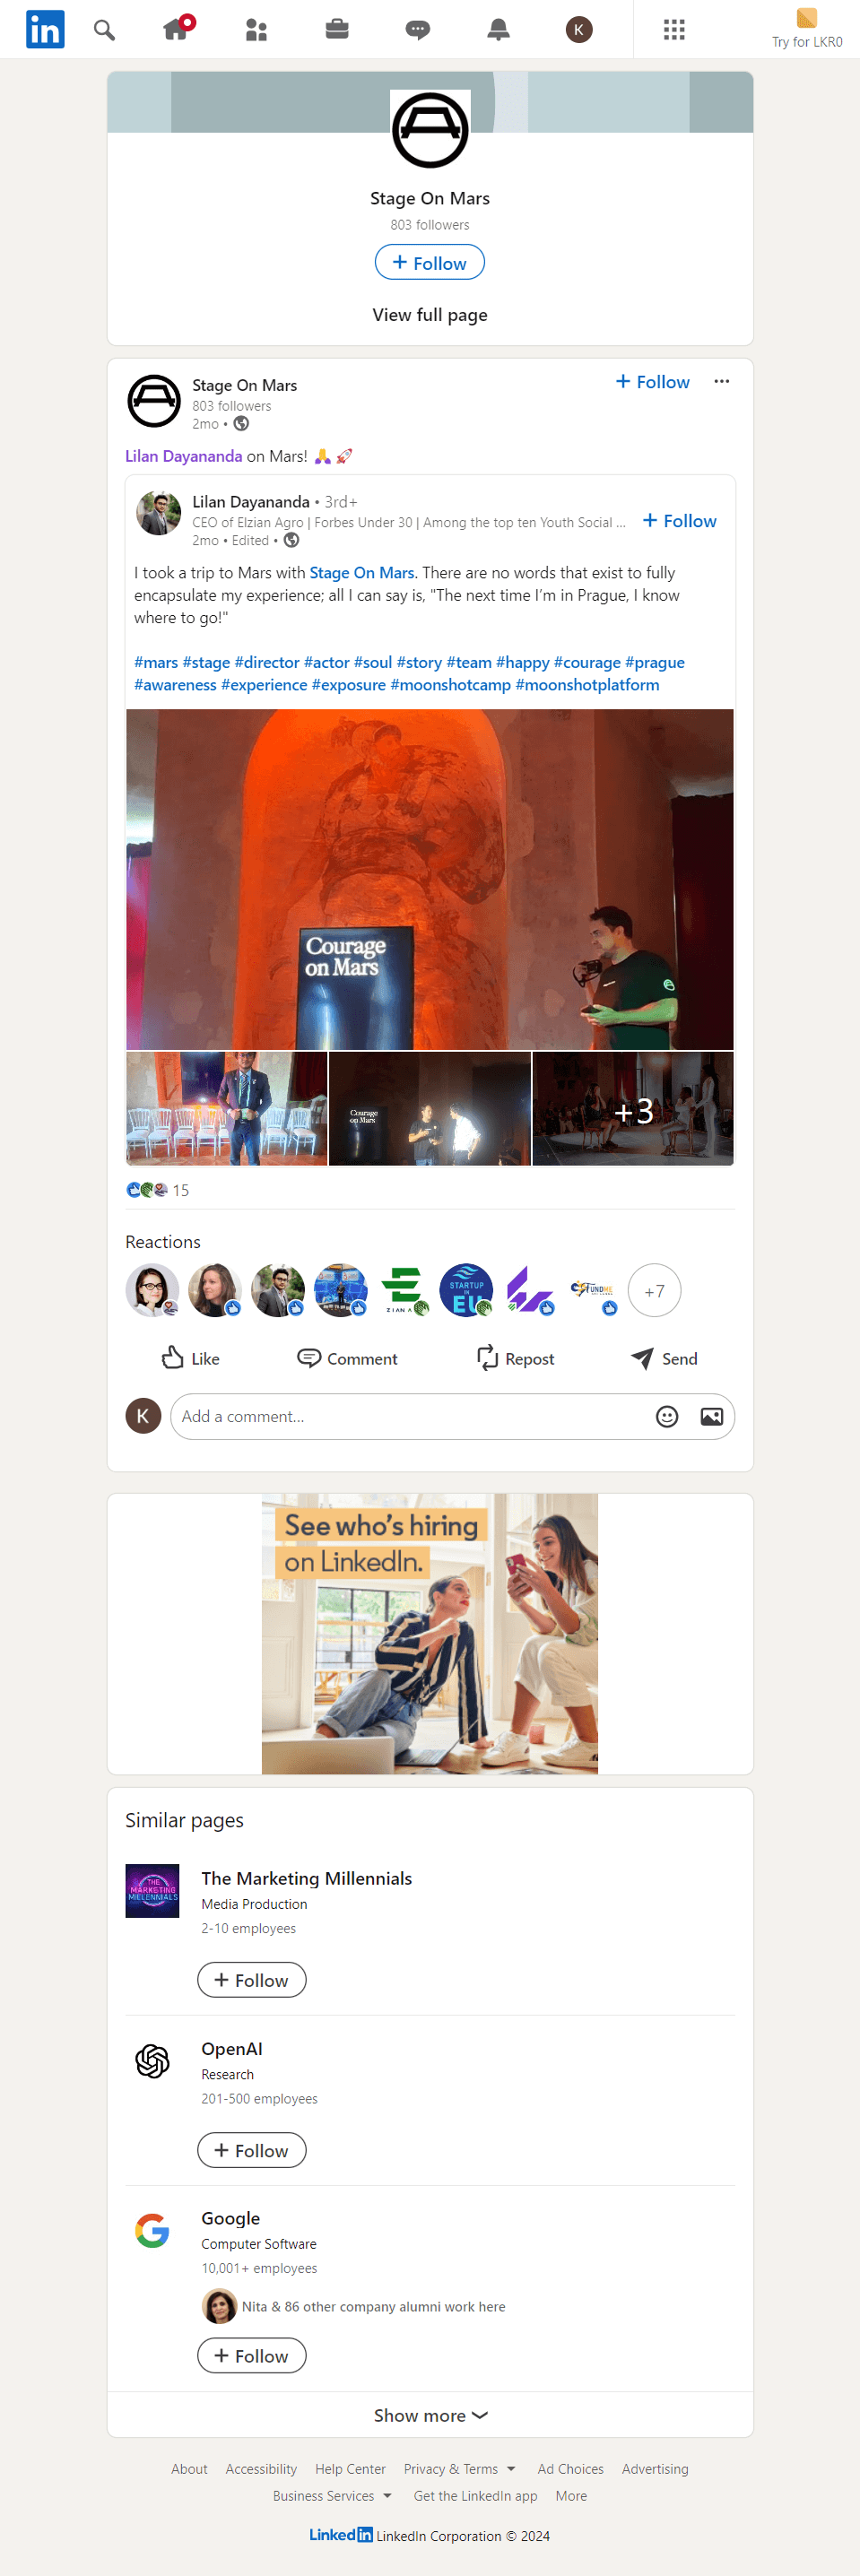 in
K
Try for LKR0
Stage On Mars
803 followers
+ Follow
View full page
Stage On Mars
803 followers
2mo •
+ Follow
Lilan Dayananda on Mars! 🙏 🚀
Lilan Dayananda • 3rd+
CEO of Elzian Agro | Forbes Under 30 | Among the top ten Youth Social ...
2mo • Edited •
+ Follow
I took a trip to Mars with Stage On Mars. There are no words that exist to fully
encapsulate my experience; all I can say is, "The next time I’m in Prague, I know
where to go!"
#mars #stage #director #actor #soul #story #team #happy #courage #prague
#awareness #experience #exposure #moonshotcamp #moonshotplatform
Courage
on Mars
Courage
on Mars
+3
15
Reactions
STARTUP
IN
EU
FUNDME
+7
Like
Comment
Repost
Send
K
Add a comment...
See who’s hiring
on LinkedIn.
Similar pages
THE
MARKETING
MILLENNIALS
The Marketing Millennials
Media Production
2-10 employees
+ Follow
OpenAI
Research
201-500 employees
+ Follow
Google
Computer Software
10,001+ employees
Nita & 86 other company alumni work here
+ Follow
Show more
About Accessibility Help Center Privacy & Terms Ad Choices Advertising
Business Services Get the LinkedIn app More
LinkedIn LinkedIn Corporation © 2024